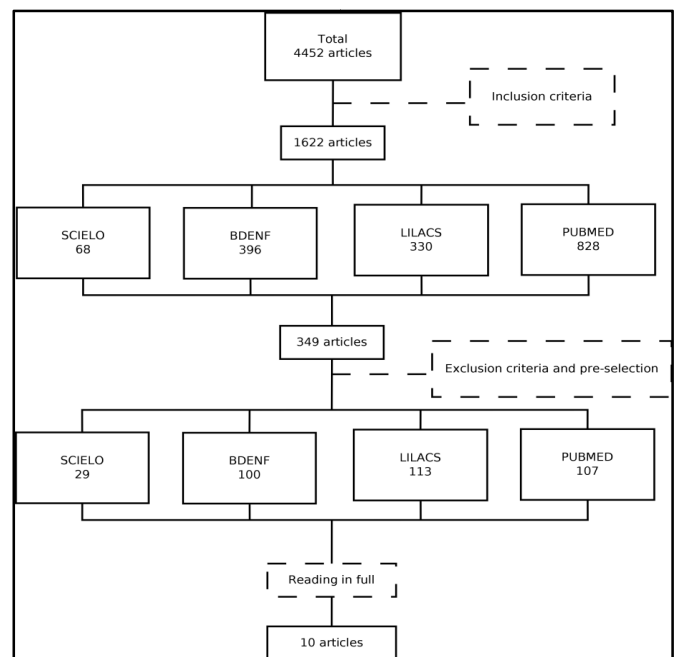 Total
4452 articles
Inclusion criteria
1622 articles
SCIELO
68
BDENF
396
LILACS
330
PUBMED
828
349 articles
Exclusion criteria and pre-selection
SCIELO
29
BDENF
100
LILACS
113
PUBMED
107
Reading in full
10 articles